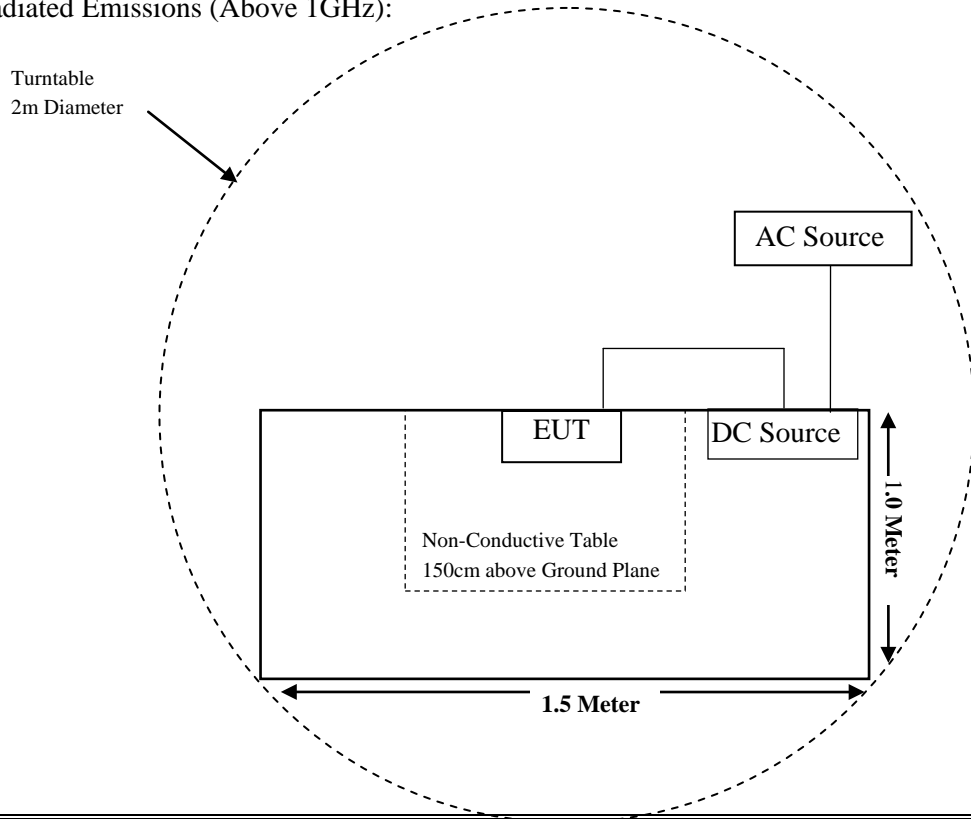 adiated Emissions (Above 1GHz):
Turntable
2m Diameter
AC Source
EUT
DC Source
1.0 Meter
Non-Conductive Table
150cm above Ground Plane
1.5 Meter